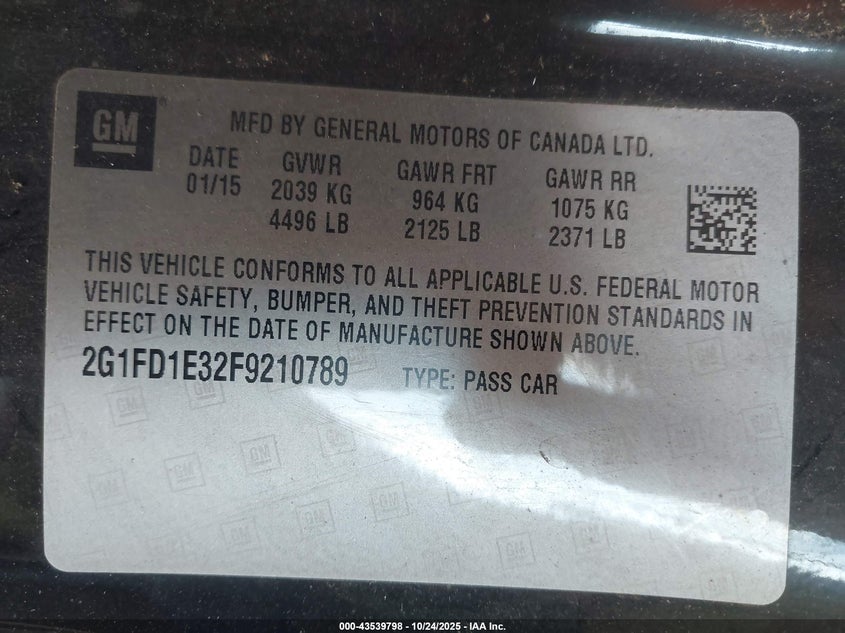 GM®
MFD BY GENERAL MOTORS OF CANADA LTD.
DATE GVWR GAWR FRT GAWR RR
01/15 2039 KG 964 KG 1075 KG
4496 LB 2125 LB 2371 LB
THIS VEHICLE CONFORMS TO ALL APPLICABLE U.S. FEDERAL MOTOR
VEHICLE SAFETY, BUMPER, AND THEFT PREVENTION STANDARDS IN
EFFECT ON THE DATE OF MANUFACTURE SHOWN ABOVE.
2G1FD1E32F9210789 TYPE: PASS CAR
000-43539798 - 10/24/2025 - IAA Inc.